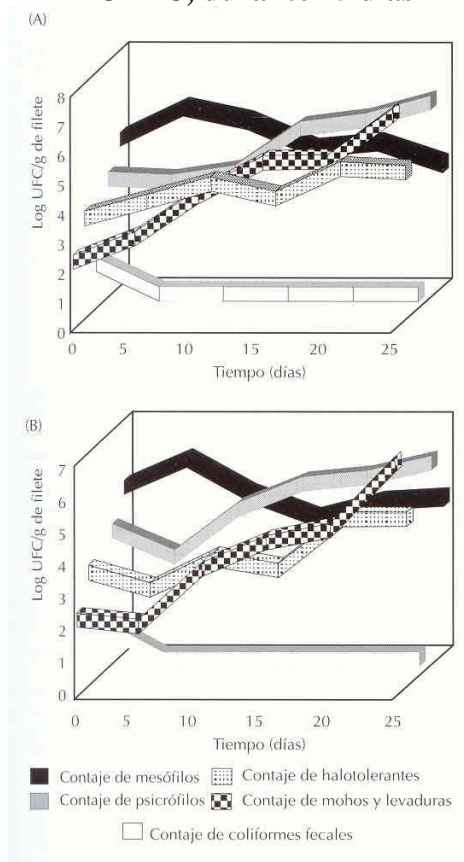 (A)
Log UFC/g de filete
8
7
6
5
4
3
2
1
0
0 5 10 15 20 25
Tiempo (días)
(B)
Log UFC/g de filete
7
6
5
4
3
2
1
0
0 5 10 15 20 25
Tiempo (días)
Contaje de mesófilos Contaje de halotolerantes
Contaje de psicrófilos Contaje de mohos y levaduras
Contaje de coliformes fecales